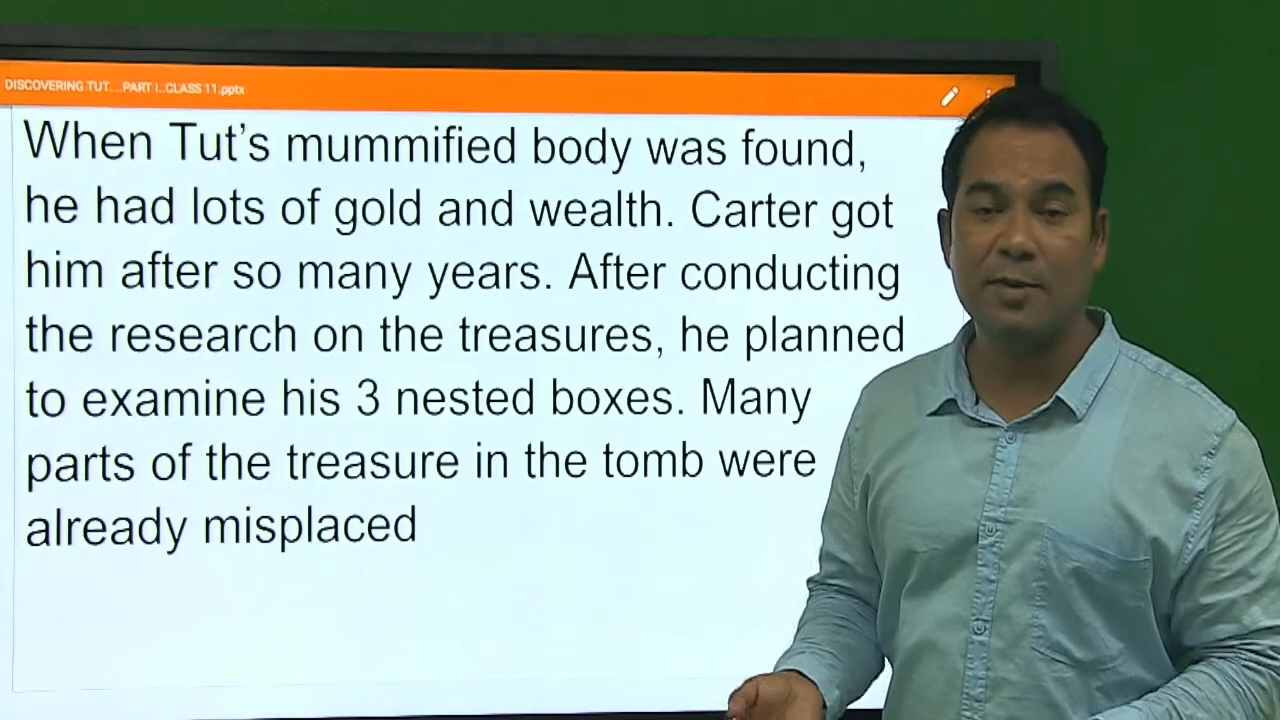 DISCOVERING TUT....PART I..CLASS 11.pptx
When Tut's mummified body was found,
he had lots of gold and wealth. Carter got
him after so many years. After conducting
the research on the treasures, he planned
to examine his 3 nested boxes. Many
parts of the treasure in the tomb were
already misplaced